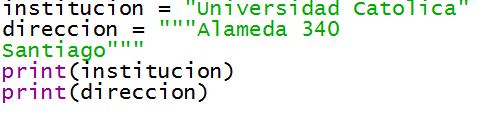 institucion = "Universidad Catolica"
direccion = """Alameda 340
Santiago"""
print(institucion)
print(direccion)